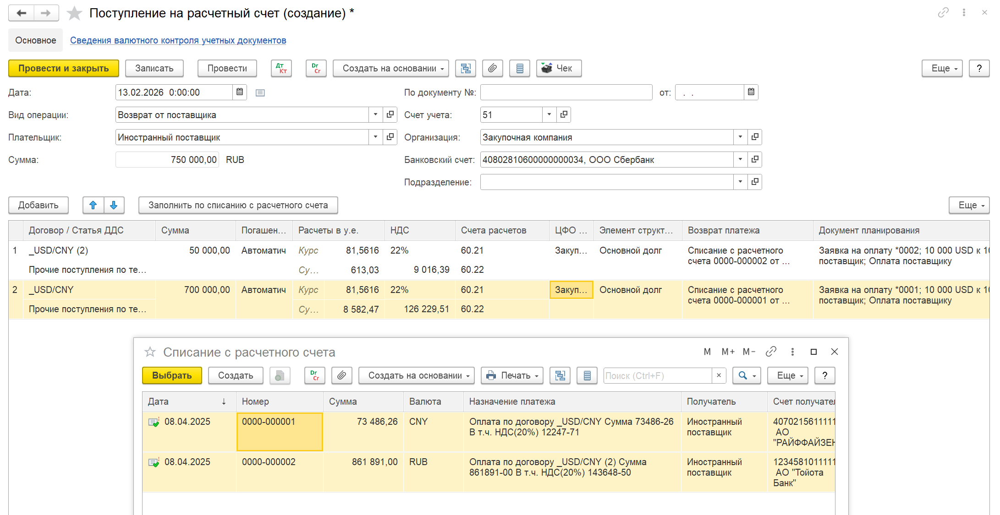 Поступление на расчетный счет (создание) *
Основное Сведения валютного контроля учетных документов
Провести и закрыть Записать Провести Дт Кт Dr Cr Создать на основании Чек Еще ?
Дата: 13.02.2026 0:00:00 По документу №: от: . .
Вид операции: Возврат от поставщика Счет учета: 51
Плательщик: Иностранный поставщик Организация: Закупочная компания
Сумма: 750 000,00 RUB Банковский счет: 40802810600000000034, ООО Сбербанк
Подразделение:
Добавить Заполнить по списанию с расчетного счета Еще
Договор / Статья ДДС Сумма Погашен... Расчеты в у.е. НДС Счета расчетов ЦФО ... Элемент структ... Возврат платежа Документ планирования
1 _USD/CNY (2) 50 000,00 Автоматич Курс 81,5616 22% 60.21 Закуп... Основной долг Списание с расчетного Заявка на оплату *0002; 10 000 USD к 10
счета 0000-000002 от ... поставщик; Оплата поставщику
Прочие поступления по те... Су... 613,03 9 016,39 60.22
2 _USD/CNY 700 000,00 Автоматич Курс 81,5616 22% 60.21 Закуп... Основной долг Списание с расчетного Заявка на оплату *0001; 10 000 USD к 10
счета 0000-000001 от ... поставщик; Оплата поставщику
Прочие поступления по те... Су... 8 582,47 126 229,51 60.22
Списание с расчетного счета M M+ M-
Выбрать Создать Dr Cr Создать на основании Печать Поиск (Ctrl+F) × Еще ?
Дата ↓ Номер Сумма Валюта Назначение платежа Получатель Счет получател
08.04.2025 0000-000001 73 486,26 CNY Оплата по договору _USD/CNY Сумма 73486-26 Иностранный 4070215611111
В т.ч. НДС(20%) 12247-71 поставщик АО
"РАЙФФАЙЗЕН
08.04.2025 0000-000002 861 891,00 RUB Оплата по договору _USD/CNY (2) Сумма Иностранный 1234581011111
861891-00 В т.ч. НДС(20%) 143648-50 поставщик АО "Тойота
Банк"